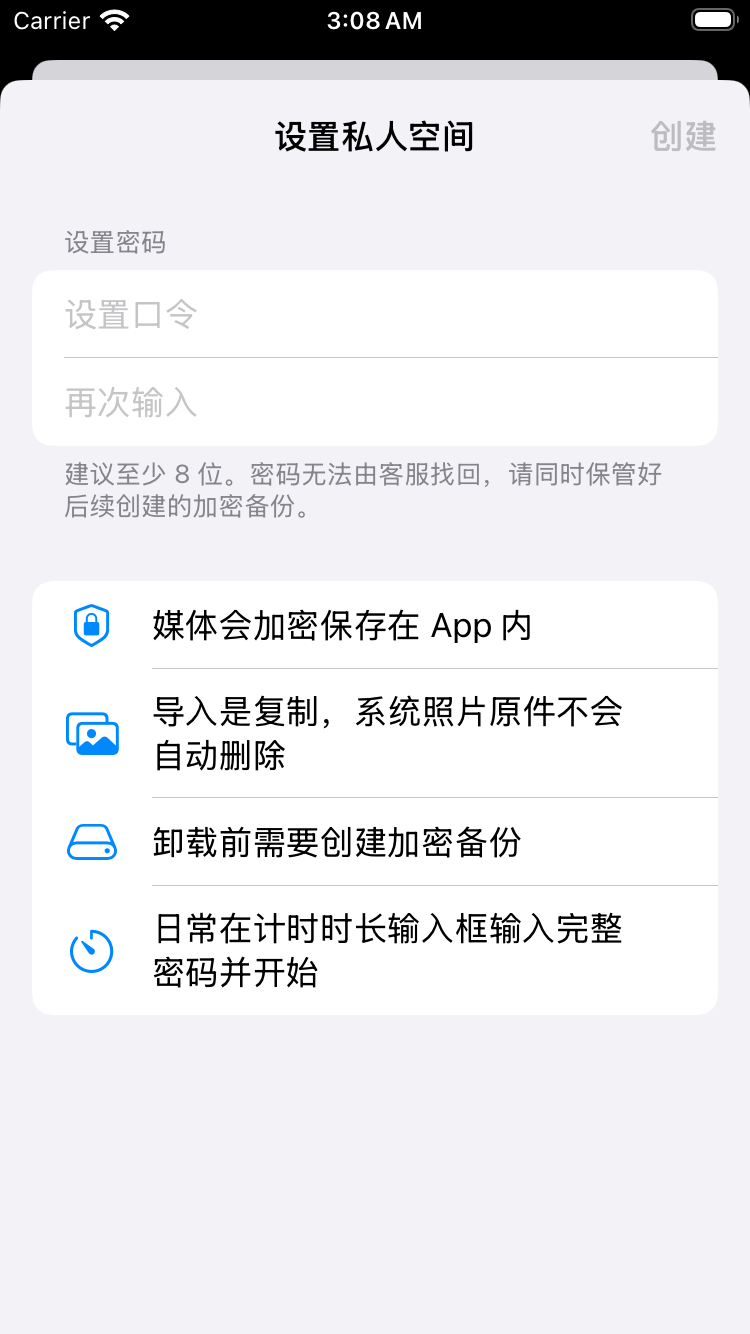 Carrier 3:08 AM
设置私人空间 创建
设置密码
设置口令
再次输入
建议至少 8 位。密码无法由客服找回，请同时保管好
后续创建的加密备份。
媒体会加密保存在 App 内
导入是复制，系统照片原件不会
自动删除
卸载前需要创建加密备份
日常在计时时长输入框输入完整
密码并开始